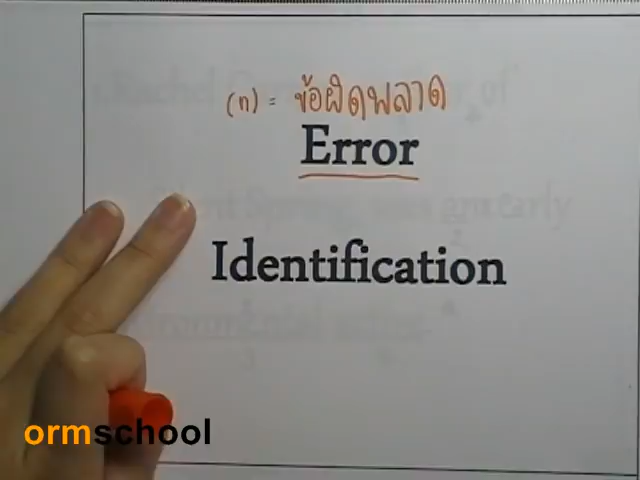 (n) = ข้อผิดพลาด
Error
Identification
ormschool